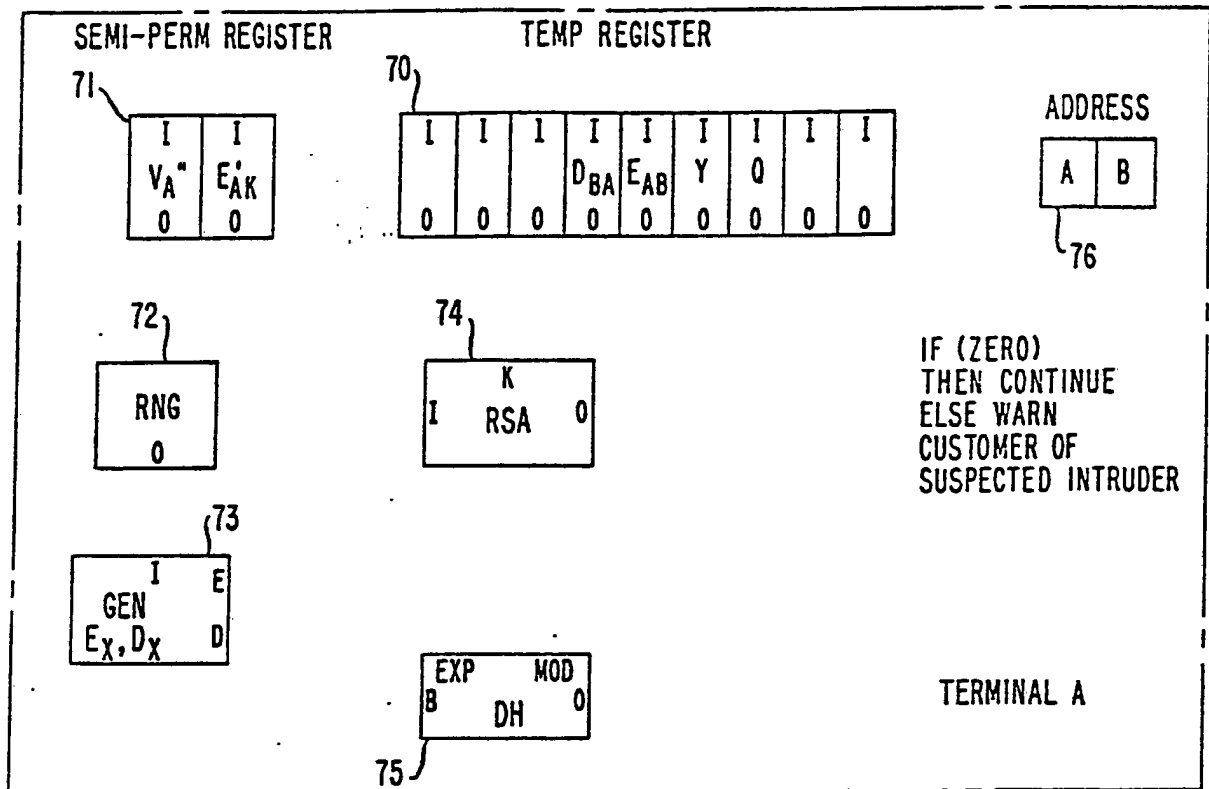 SEMI-PERM REGISTER
TEMP REGISTER
71
70
ADDRESS
I I
V_A" E'_AK
0 0
I I 1 I I I I I I
D_BA E_AB Y Q
0 0 0 0 0 0 0 0 0
A B
76
72
RNG
0
74
K
I RSA 0
IF (ZERO)
THEN CONTINUE
ELSE WARN
CUSTOMER OF
SUSPECTED INTRUDER
73
I E
GEN
E_X, D_X D
EXP MOD
B 0
DH
75
TERMINAL A